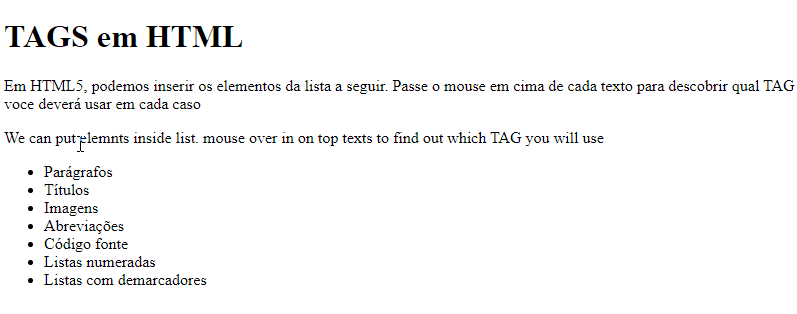 TAGS em HTML
Em HTML5, podemos inserir os elementos da lista a seguir. Passe o mouse em cima de cada texto para descobrir qual TAG
voce deverá usar em cada caso
We can put elemnts inside list. mouse over in on top texts to find out which TAG you will use
Parágrafos
Títulos
Imagens
Abreviações
Código fonte
Listas numeradas
Listas com demarcadores